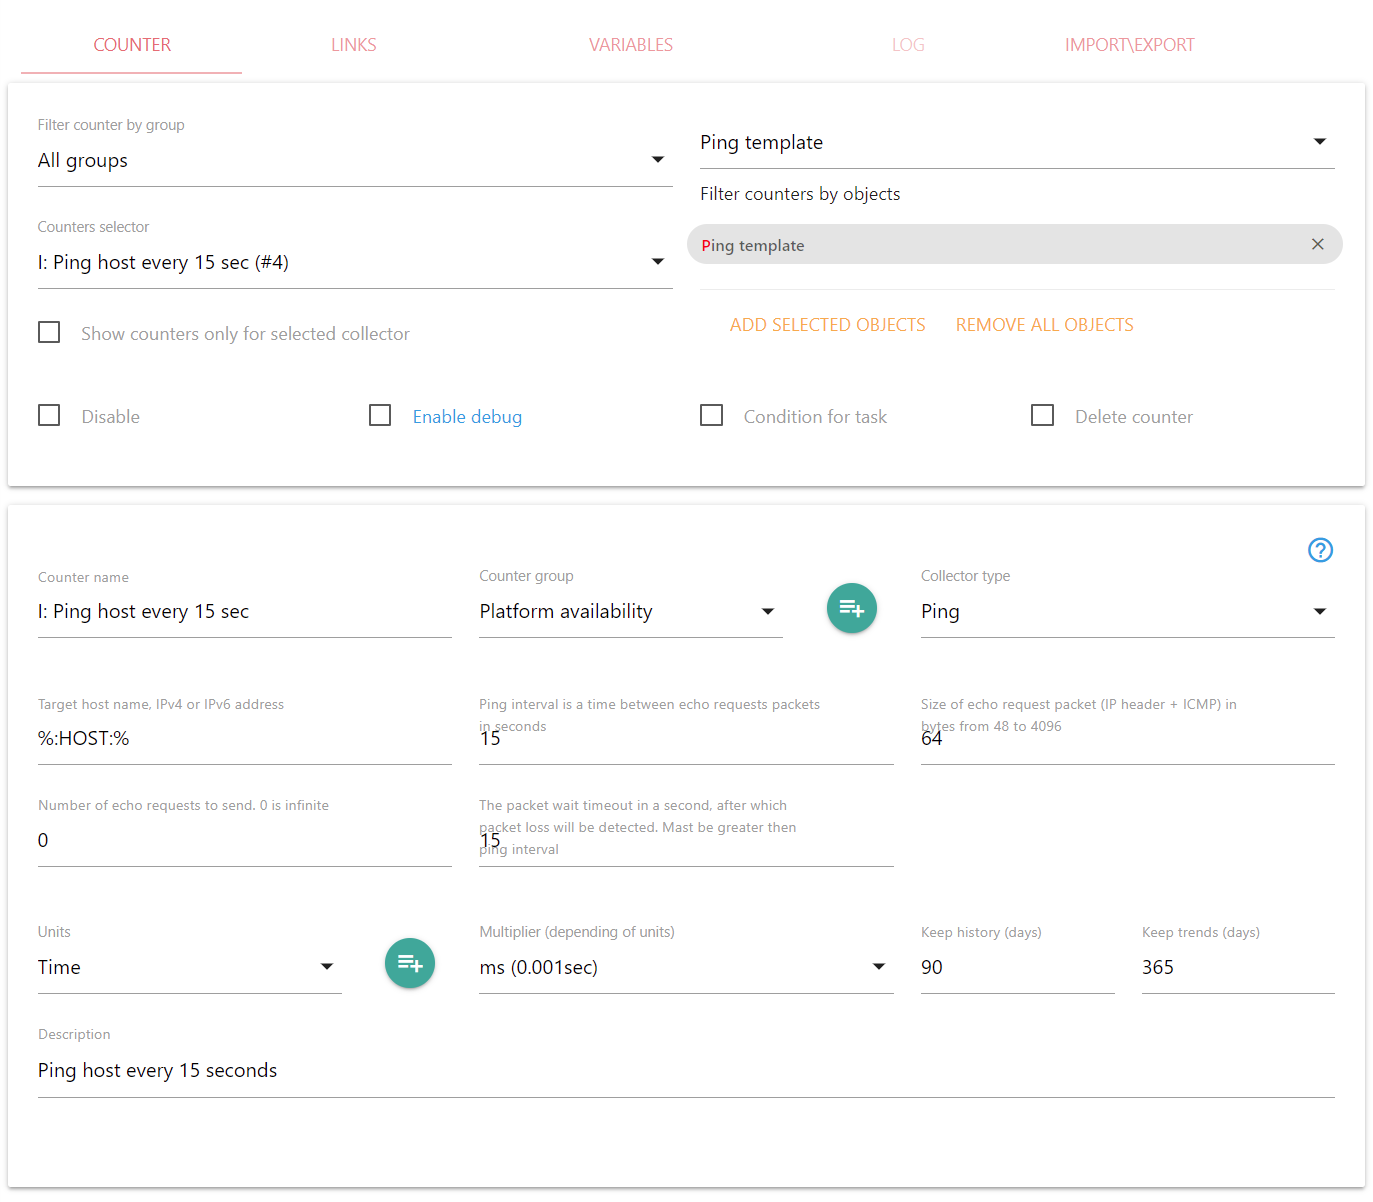 COUNTER
LINKS
VARIABLES
LOG
IMPORT\EXPORT
Filter counter by group
All groups
Ping template
Filter counters by objects
Counters selector
I: Ping host every 15 sec (#4)
Ping template
Show counters only for selected collector
ADD SELECTED OBJECTS
REMOVE ALL OBJECTS
Disable
Enable debug
Condition for task
Delete counter
Counter name
I: Ping host every 15 sec
Counter group
Platform availability
Collector type
Ping
Target host name, IPv4 or IPv6 address
%:HOST:%
Ping interval is a time between echo requests packets
in seconds
15
Size of echo request packet (IP header + ICMP) in
bytes from 48 to 4096
64
Number of echo requests to send. 0 is infinite
0
The packet wait timeout in a second, after which
packet loss will be detected. Mast be greater then
ping interval
15
Units
Time
Multiplier (depending of units)
ms (0.001sec)
Keep history (days)
90
Keep trends (days)
365
Description
Ping host every 15 seconds